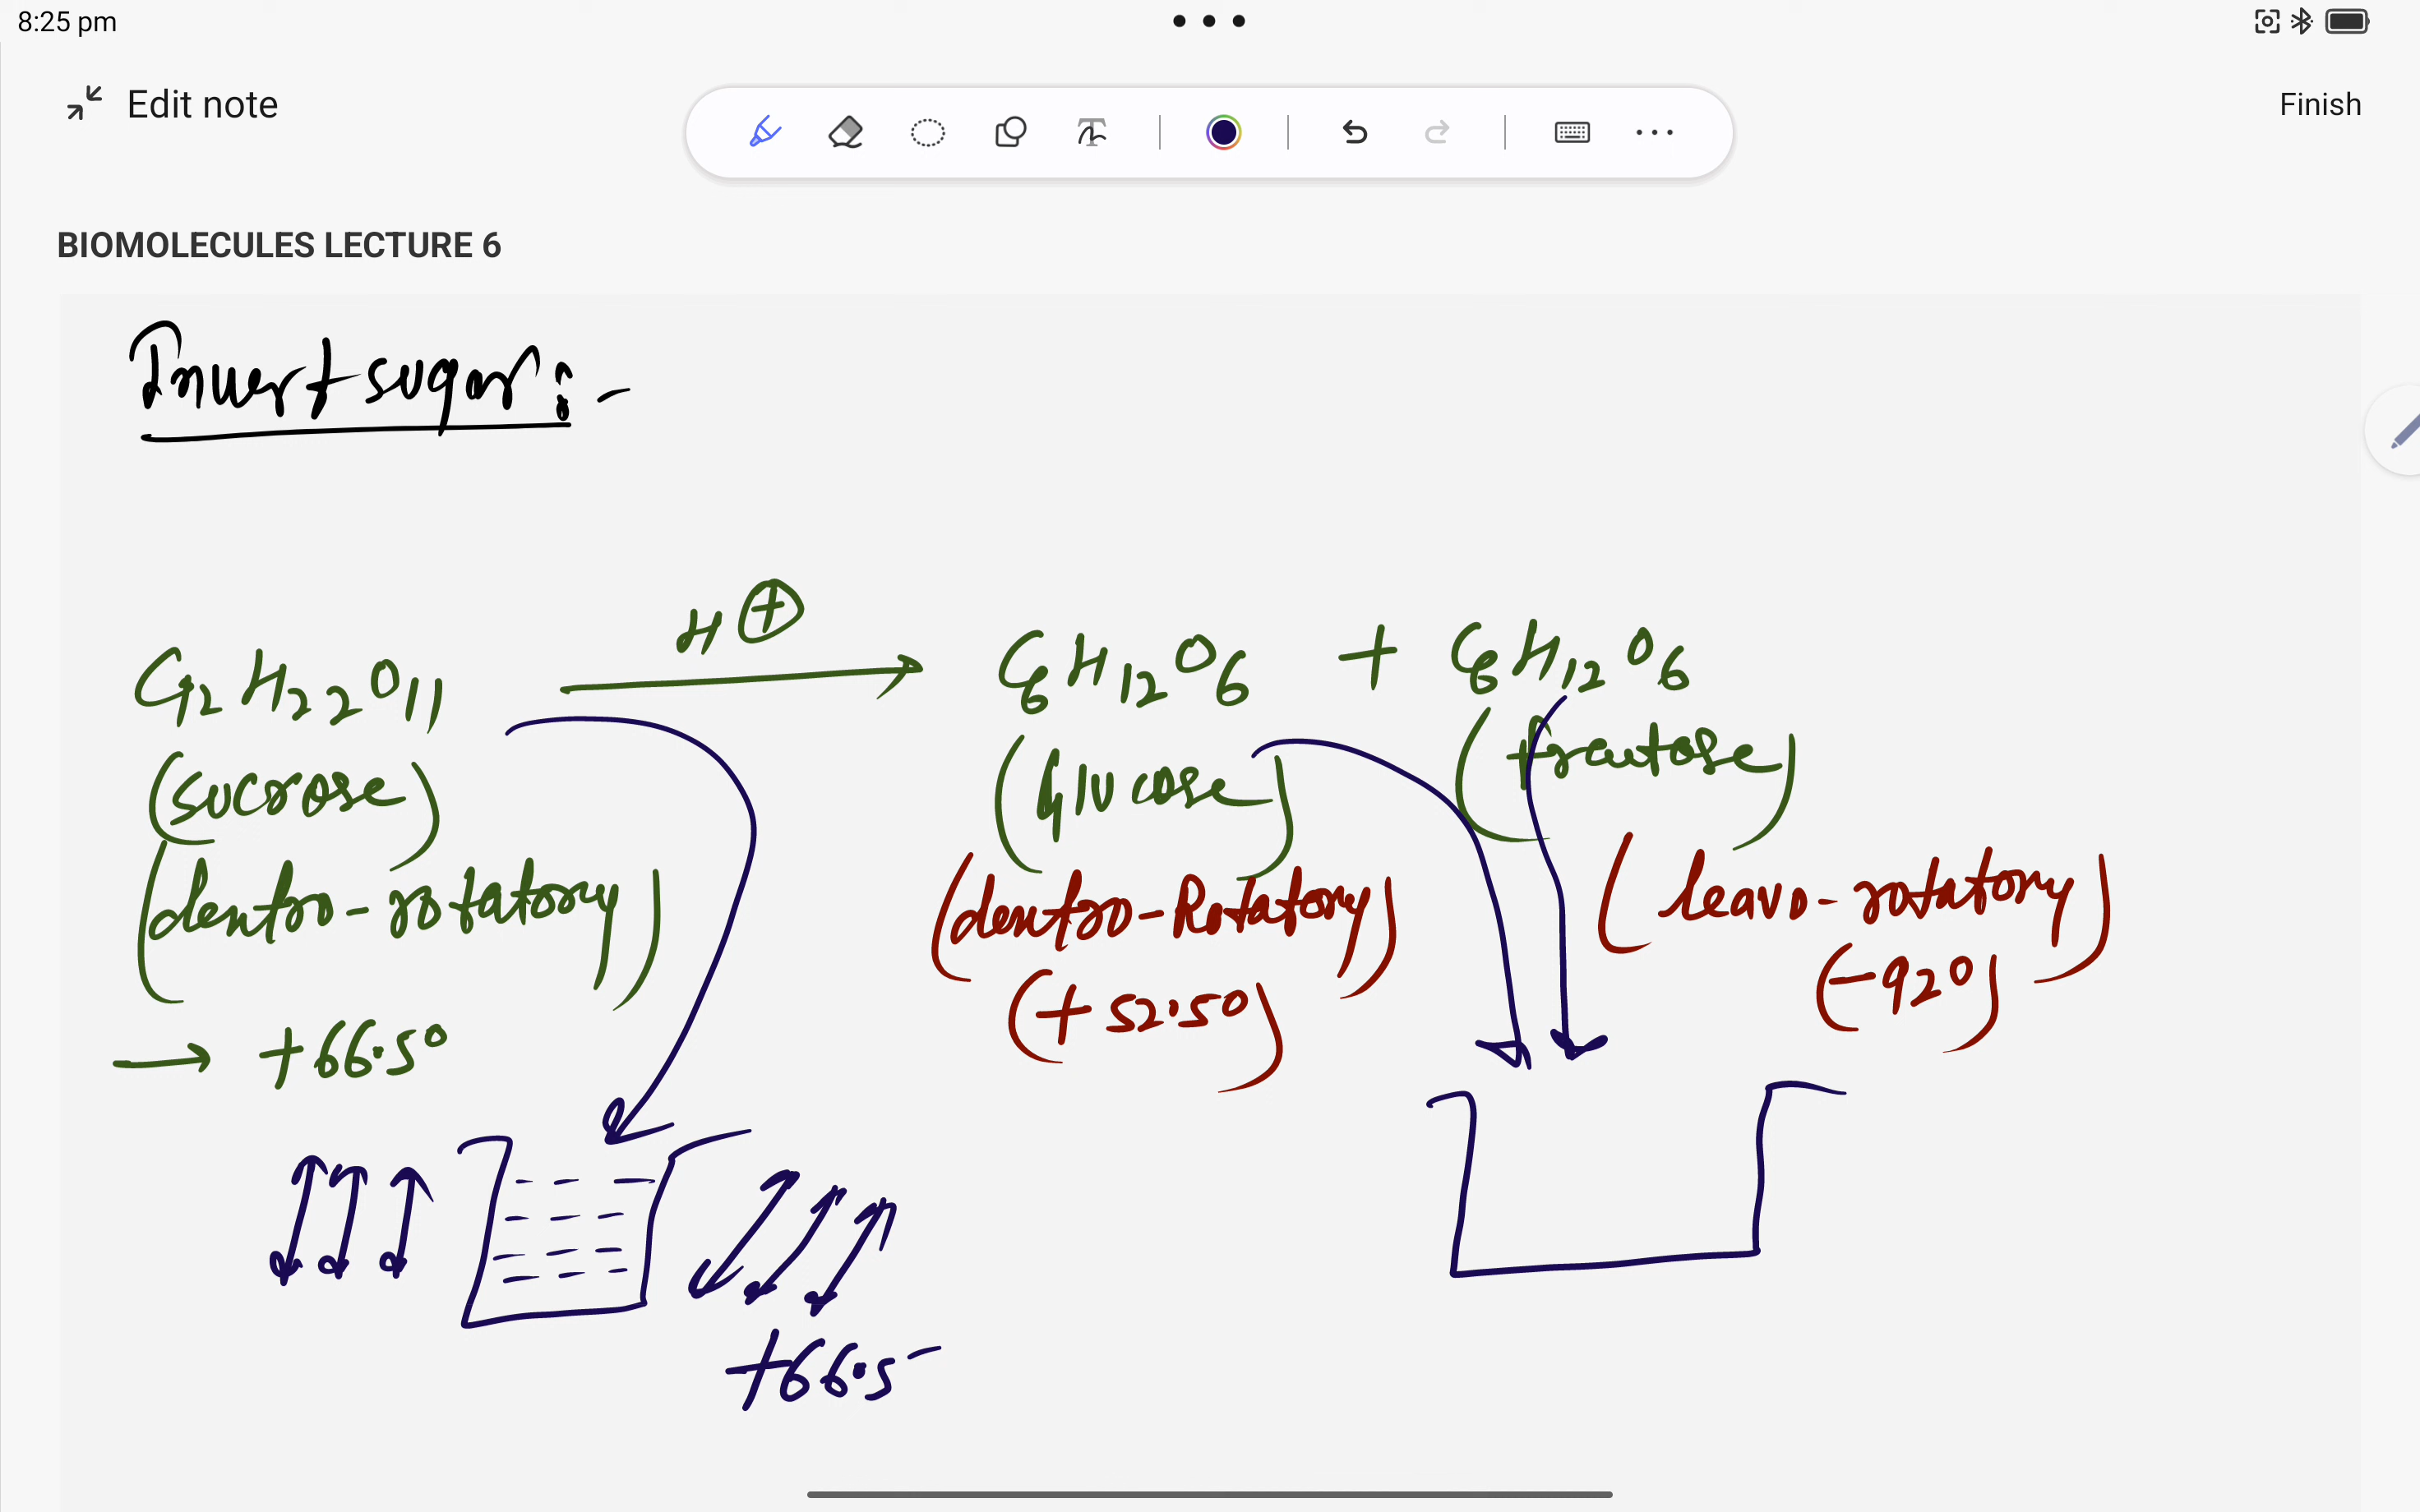 8:25 pm
Edit note
Finish
BIOMOLECULES LECTURE 6
Invert sugar :-
C12H22O11 H⊕ → C6H12O6 + C6H12O6
(sucrose) (glucose) (fructose)
(dextro-rotatory) (dextro-Rotatory) (leavo-rotatory)
→ +66.5° (+52.5°) (-92°)
+66.5-